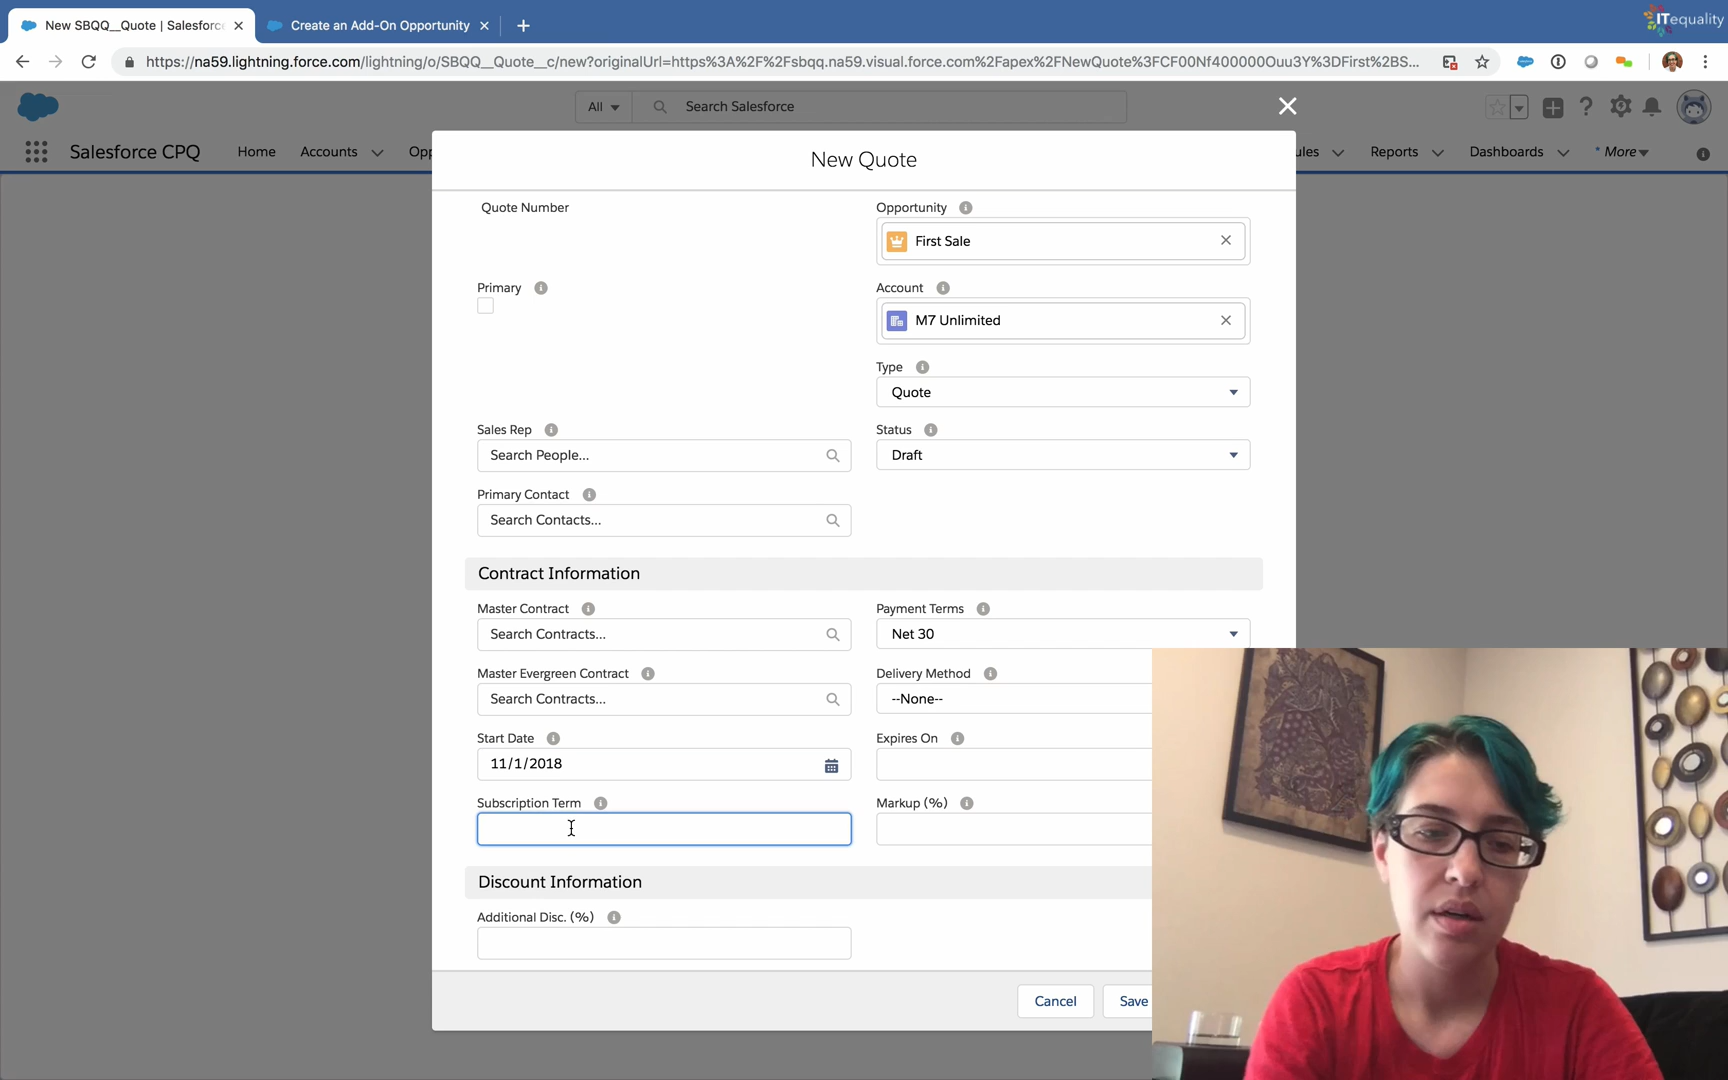 New SBQQ__Quote | Salesforc
Create an Add-On Opportunity
ITequality
https://na59.lightning.force.com/lightning/o/SBQQ__Quote__c/new?originalUrl=https%3A%2F%2Fsbqq.na59.visual.force.com%2Fapex%2FNewQuote%3FCF00Nf400000Ouu3Y%3DFirst%2BS...
All
Search Salesforce
Salesforce CPQ
Home
Accounts
Opp
ules
Reports
Dashboards
* More
New Quote
Quote Number
Opportunity
First Sale
Primary
Account
M7 Unlimited
Type
Quote
Sales Rep
Search People...
Status
Draft
Primary Contact
Search Contacts...
Contract Information
Master Contract
Search Contracts...
Payment Terms
Net 30
Master Evergreen Contract
Search Contracts...
Delivery Method
--None--
Start Date
11/1/2018
Expires On
Subscription Term
Markup (%)
Discount Information
Additional Disc. (%)
Cancel
Save